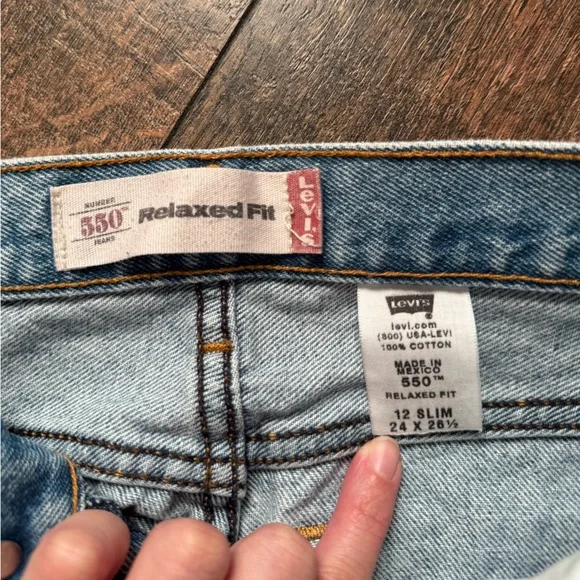 NUMBER
550™
JEANS
Relaxed Fit
Levi's
LEVI'S
levi.com
(800) USA-LEVI
100% COTTON
MADE IN
MEXICO
550™
RELAXED FIT
12 SLIM
24 X 26½